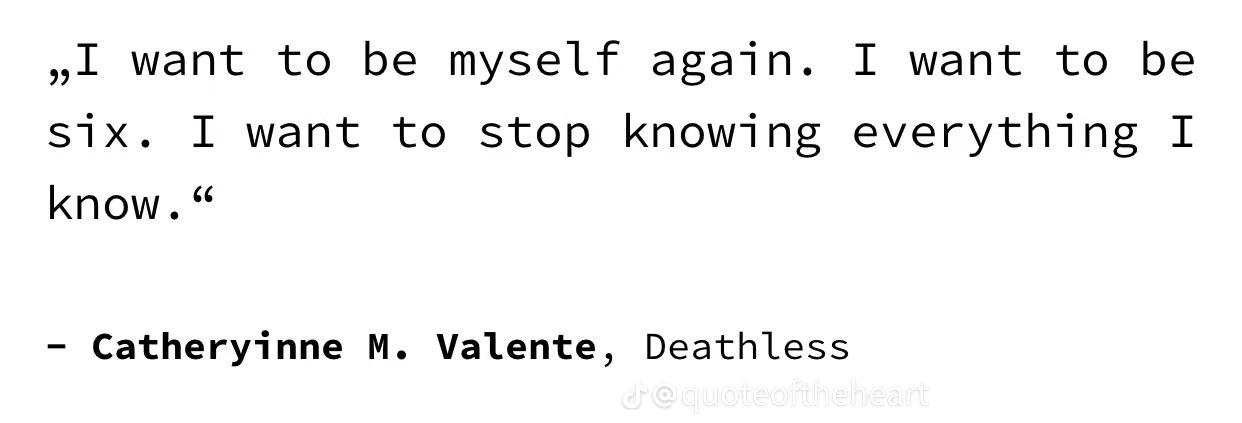 „I want to be myself again. I want to be
six. I want to stop knowing everything I
know.“
– Catheryinne M. Valente, Deathless
@quoteoftheheart